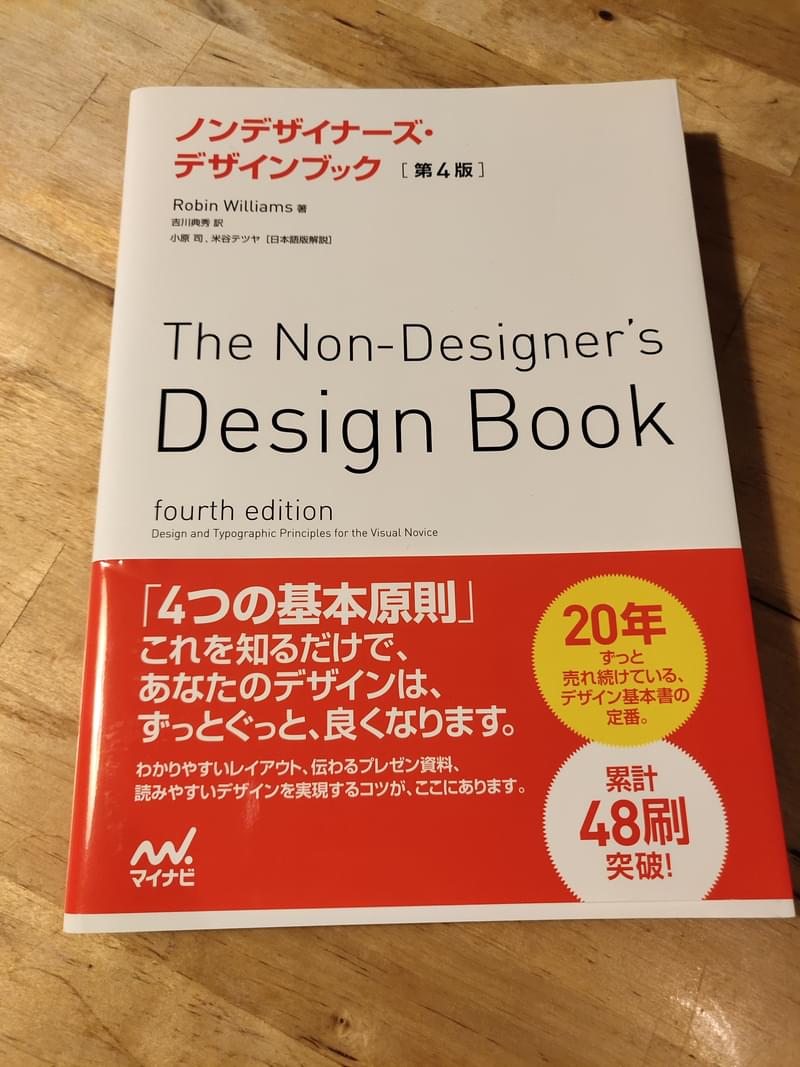 ノンデザイナーズ・
デザインブック [第4版]
Robin Williams 著
吉川典秀 訳
小原 司、米谷テツヤ [日本語版解説]
The Non-Designer's
Design Book
fourth edition
Design and Typographic Principles for the Visual Novice
「4つの基本原則」
これを知るだけで、
あなたのデザインは、
ずっとぐっと、良くなります。
わかりやすいレイアウト、伝わるプレゼン資料、
読みやすいデザインを実現するコツが、ここにあります。
マイナビ
20年
ずっと
売れ続けている、
デザイン基本書の
定番。
累計
48刷
突破!